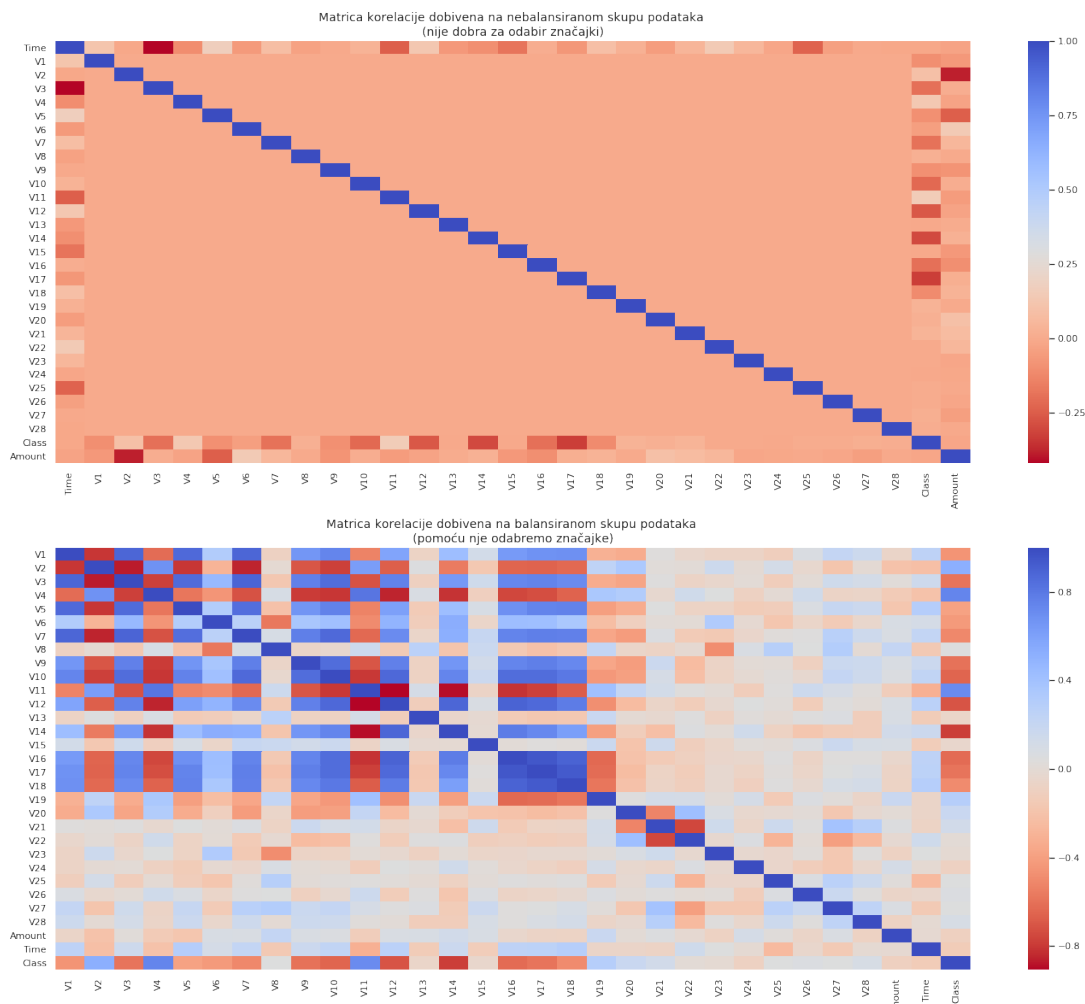 Matrica korelacije dobivena na nebalansiranom skupu podataka
(nije dobra za odabir značajki)
Time
V1
V2
V3
V4
V5
V6
V7
V8
V9
V10
V11
V12
V13
V14
V15
V16
V17
V18
V19
V20
V21
V22
V23
V24
V25
V26
V27
V28
Class
Amount
Time V1 V2 V3 V4 V5 V6 V7 V8 V9 V10 V11 V12 V13 V14 V15 V16 V17 V18 V19 V20 V21 V22 V23 V24 V25 V26 V27 V28 Class Amount
1.00
0.75
0.50
0.25
0.00
−0.25
Matrica korelacije dobivena na balansiranom skupu podataka
(pomoću nje odabremo značajke)
V1
V2
V3
V4
V5
V6
V7
V8
V9
V10
V11
V12
V13
V14
V15
V16
V17
V18
V19
V20
V21
V22
V23
V24
V25
V26
V27
V28
Amount
Time
Class
V1 V2 V3 V4 V5 V6 V7 V8 V9 V10 V11 V12 V13 V14 V15 V16 V17 V18 V19 V20 V21 V22 V23 V24 V25 V26 V27 V28 ount Time Class
0.8
0.4
0.0
−0.4
−0.8